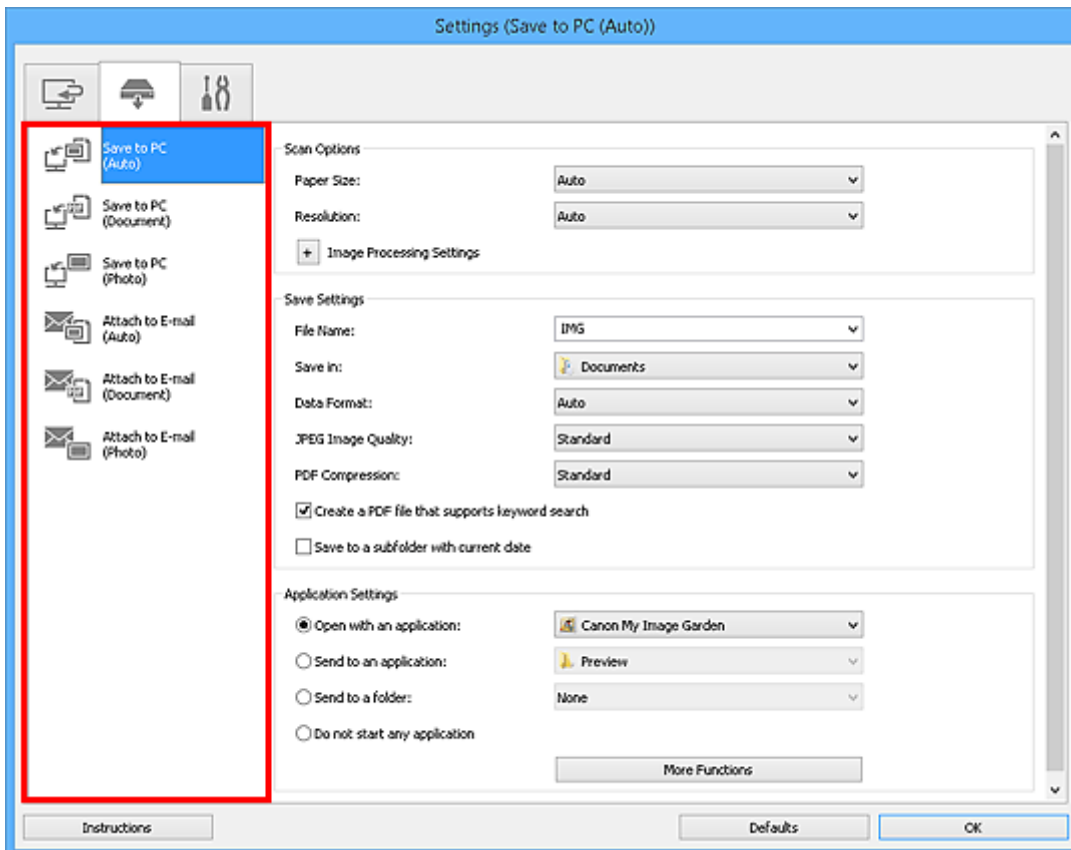 Settings (Save to PC (Auto))
Save to PC
(Auto)
Save to PC
(Document)
Save to PC
(Photo)
Attach to E-mail
(Auto)
Attach to E-mail
(Document)
Attach to E-mail
(Photo)
Scan Options
Paper Size: Auto
Resolution: Auto
+ Image Processing Settings
Save Settings
File Name: IMG
Save in: Documents
Data Format: Auto
JPEG Image Quality: Standard
PDF Compression: Standard
Create a PDF file that supports keyword search
Save to a subfolder with current date
Application Settings
Open with an application: Canon My Image Garden
Send to an application: Preview
Send to a folder: None
Do not start any application
More Functions
Instructions Defaults OK